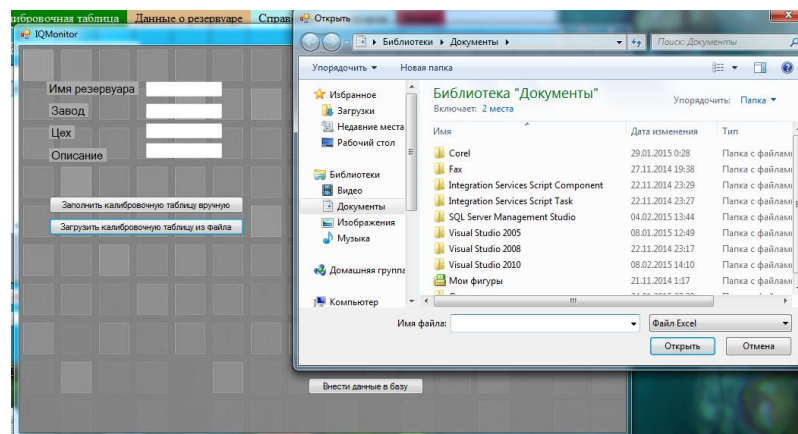 ибровочная таблица Данные о резервуаре Справ
IQMonitor
Имя резервуара
Завод
Цех
Описание
Заполнить калибровочную таблицу вручную
Загрузить калибровочную таблицу из файла
Внести данные в базу
Открыть
Библиотеки Документы
Поиск: Документы
Упорядочить Новая папка
Избранное
Загрузки
Недавние места
Рабочий стол
Библиотеки
Видео
Документы
Изображения
Музыка
Домашняя группа
Компьютер
Библиотека "Документы"
Включает: 2 места
Упорядочить: Папка
Имя Дата изменения Тип
Corel 29.01.2015 0:28 Папка с файлами
Fax 27.11.2014 19:38 Папка с файлами
Integration Services Script Component 22.11.2014 23:29 Папка с файлами
Integration Services Script Task 22.11.2014 23:27 Папка с файлами
SQL Server Management Studio 04.02.2015 13:44 Папка с файлами
Visual Studio 2005 08.01.2015 12:49 Папка с файлами
Visual Studio 2008 22.11.2014 23:17 Папка с файлами
Visual Studio 2010 08.02.2015 14:10 Папка с файлами
Мои фигуры 21.11.2014 1:17 Папка с файлами
Имя файла: Файл Excel
Открыть Отмена